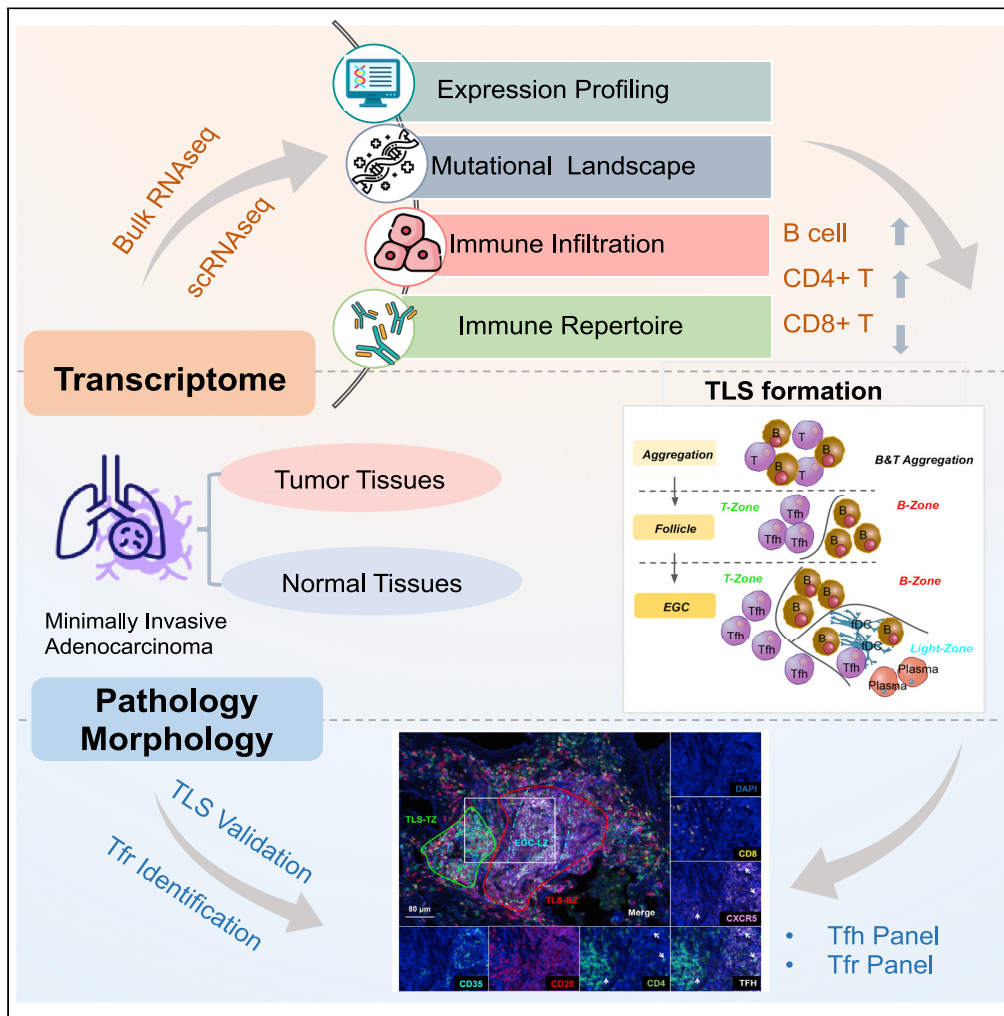 Bulk RNAseq
scRNAseq
Expression Profiling
Mutational Landscape
Immune Infiltration
Immune Repertoire
B cell
CD4+ T
CD8+ T
Transcriptome
Tumor Tissues
Normal Tissues
Minimally Invasive
Adenocarcinoma
TLS formation
Aggregation
B
T
B
T
B
B
T
B&T Aggregation
Follicle
T-Zone
B-Zone
Tfh
Tfh
Tfh
B
B
B
B
EGC
T-Zone
B-Zone
Tfh
Tfh
Tfh
Tfh
B
B
B
B
B
fDC
B
fDC
Tfh
Light-Zone
Plasma
Plasma
Pathology
Morphology
TLS Validation
Tfr Identification
TLS-TZ
EGC-LZ
TLS-BZ
80 μm
Merge
DAPI
CD8
CXCR5
CD35
CD20
CD4
TFH
• Tfh Panel
• Tfr Panel